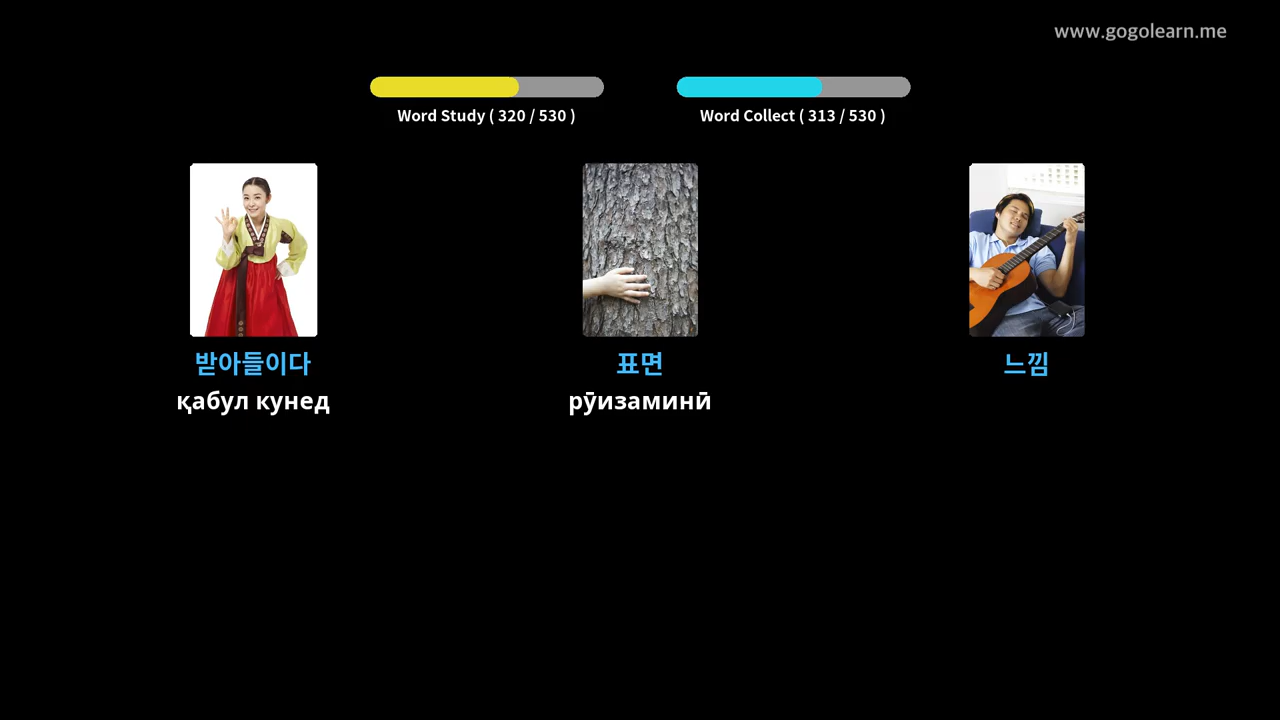 www.gogolearn.me
Word Study ( 320 / 530 )
Word Collect ( 313 / 530 )
받아들이다
표면
느낌
қабул кунед
рӯизаминӣ